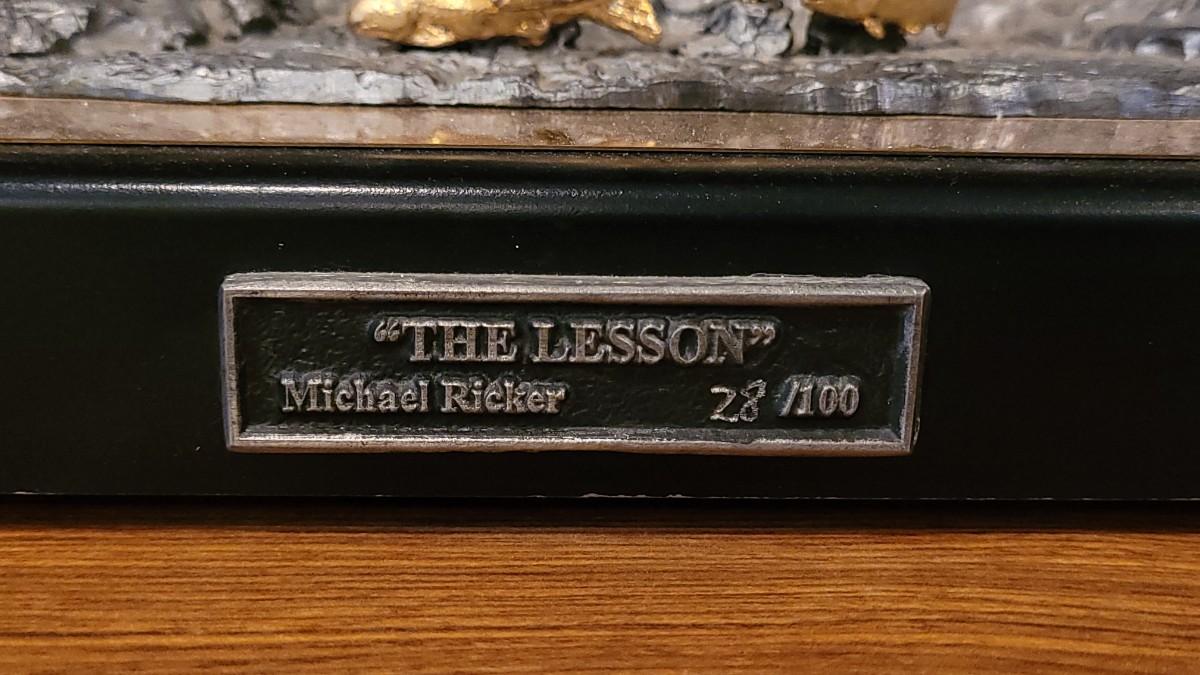 “THE LESSON”
Michael Ricker 28 /100